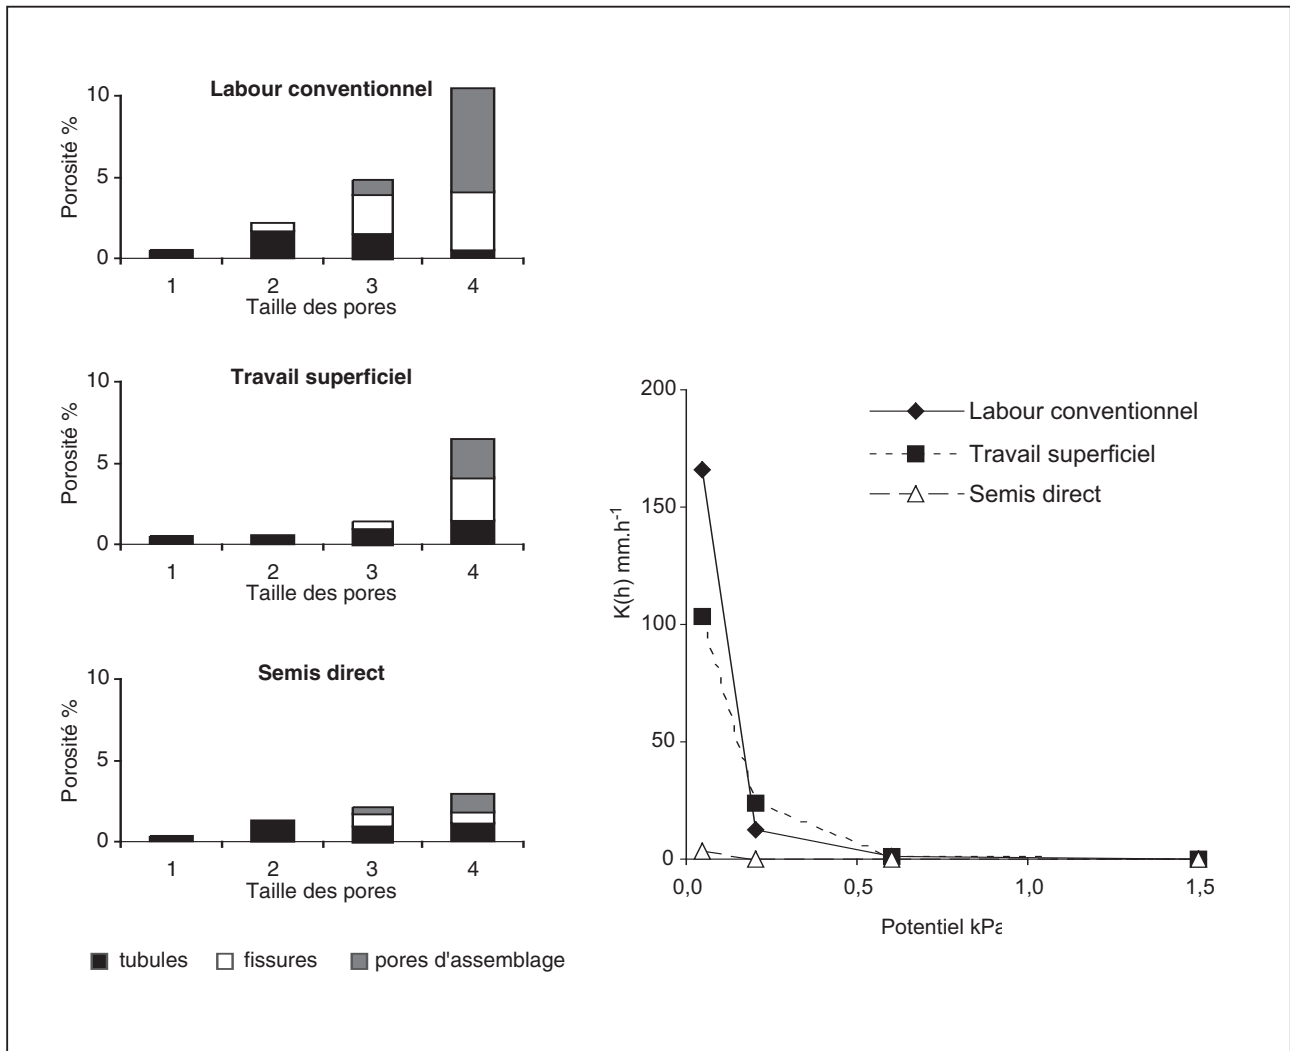 Labour conventionnel
10
5
0
Porosité %
1 2 3 4
Taille des pores
Travail superficiel
10
5
0
Porosité %
1 2 3 4
Taille des pores
Semis direct
10
5
0
Porosité %
1 2 3 4
Taille des pores
tubules fissures pores d'assemblage
200
150
100
50
0
K(h) mm.h-1
Labour conventionnel
Travail superficiel
Semis direct
0,0 0,5 1,0 1,5
Potentiel kPa